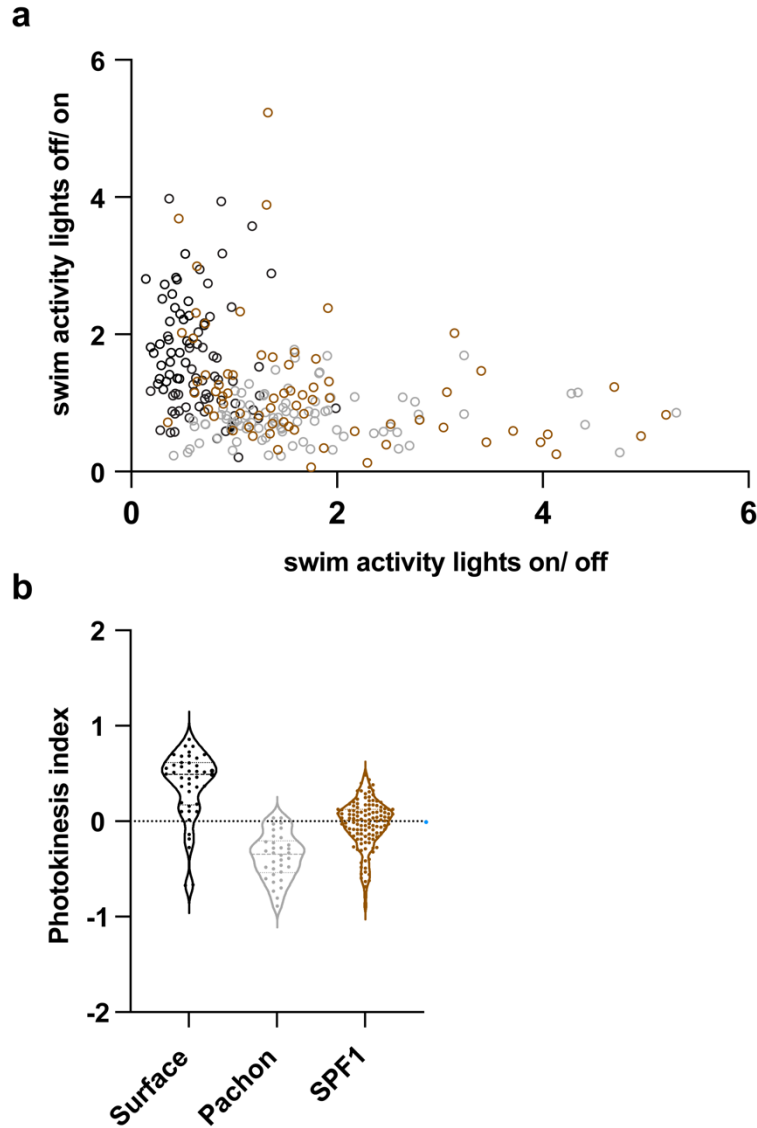 a
swim activity lights off/ on
6
4
2
0
0 2 4 6
swim activity lights on/ off
b
Photokinesis index
2
1
0
-1
-2
Surface Pachon SPF1